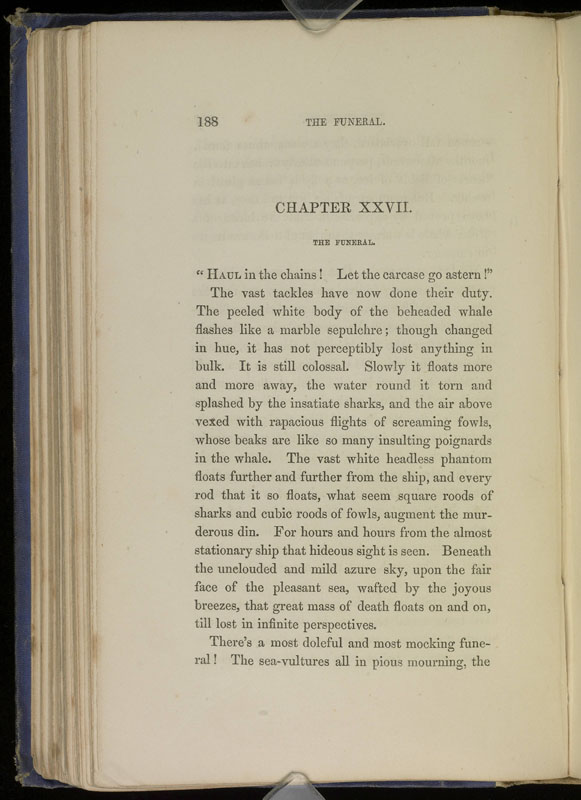 188
THE FUNERAL.
CHAPTER XXVII.
THE FUNERAL.
“ HAUL in the chains! Let the carcase go astern!”
The vast tackles have now done their duty.
The peeled white body of the beheaded whale
flashes like a marble sepulchre; though changed
in hue, it has not perceptibly lost anything in
bulk. It is still colossal. Slowly it floats more
and more away, the water round it torn and
splashed by the insatiate sharks, and the air above
vexed with rapacious flights of screaming fowls,
whose beaks are like so many insulting poignards
in the whale. The vast white headless phantom
floats further and further from the ship, and every
rod that it so floats, what seem square roods of
sharks and cubic roods of fowls, augment the mur-
derous din. For hours and hours from the almost
stationary ship that hideous sight is seen. Beneath
the unclouded and mild azure sky, upon the fair
face of the pleasant sea, wafted by the joyous
breezes, that great mass of death floats on and on,
till lost in infinite perspectives.
There's a most doleful and most mocking fune-
ral! The sea-vultures all in pious mourning, the